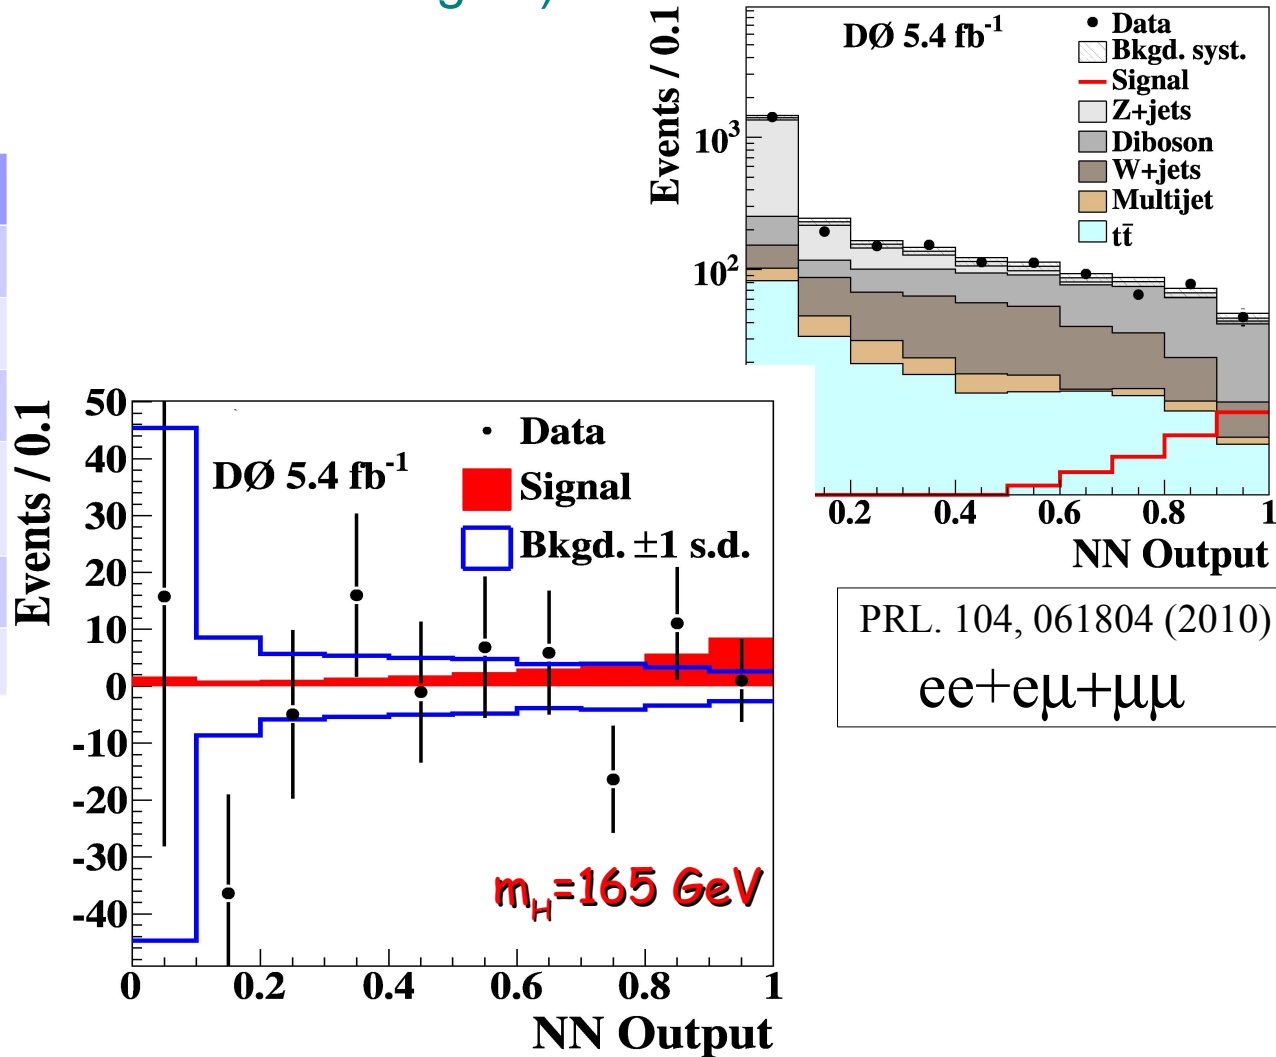 DØ 5.4 fb⁻¹
Data
Bkgd. syst.
Signal
Z+jets
Diboson
W+jets
Multijet
tt̄
Events / 0.1
10³
10²
0.2 0.4 0.6 0.8 1
NN Output
PRL. 104, 061804 (2010)
ee+eμ+μμ
DØ 5.4 fb⁻¹
Data
Signal
Bkgd. ±1 s.d.
m_H=165 GeV
Events / 0.1
50
40
30
20
10
0
-10
-20
-30
-40
0 0.2 0.4 0.6 0.8 1
NN Output